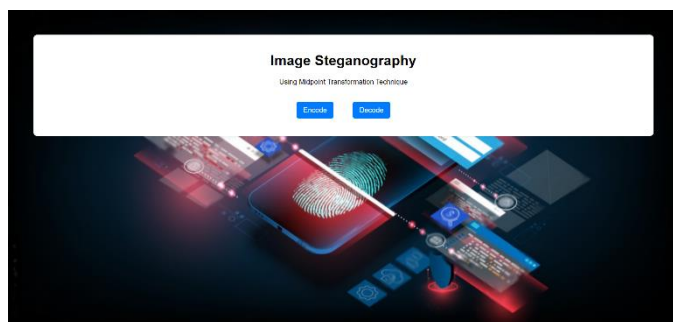 Image Steganography
Using Midpoint Transformation Technique
Encode
Decode